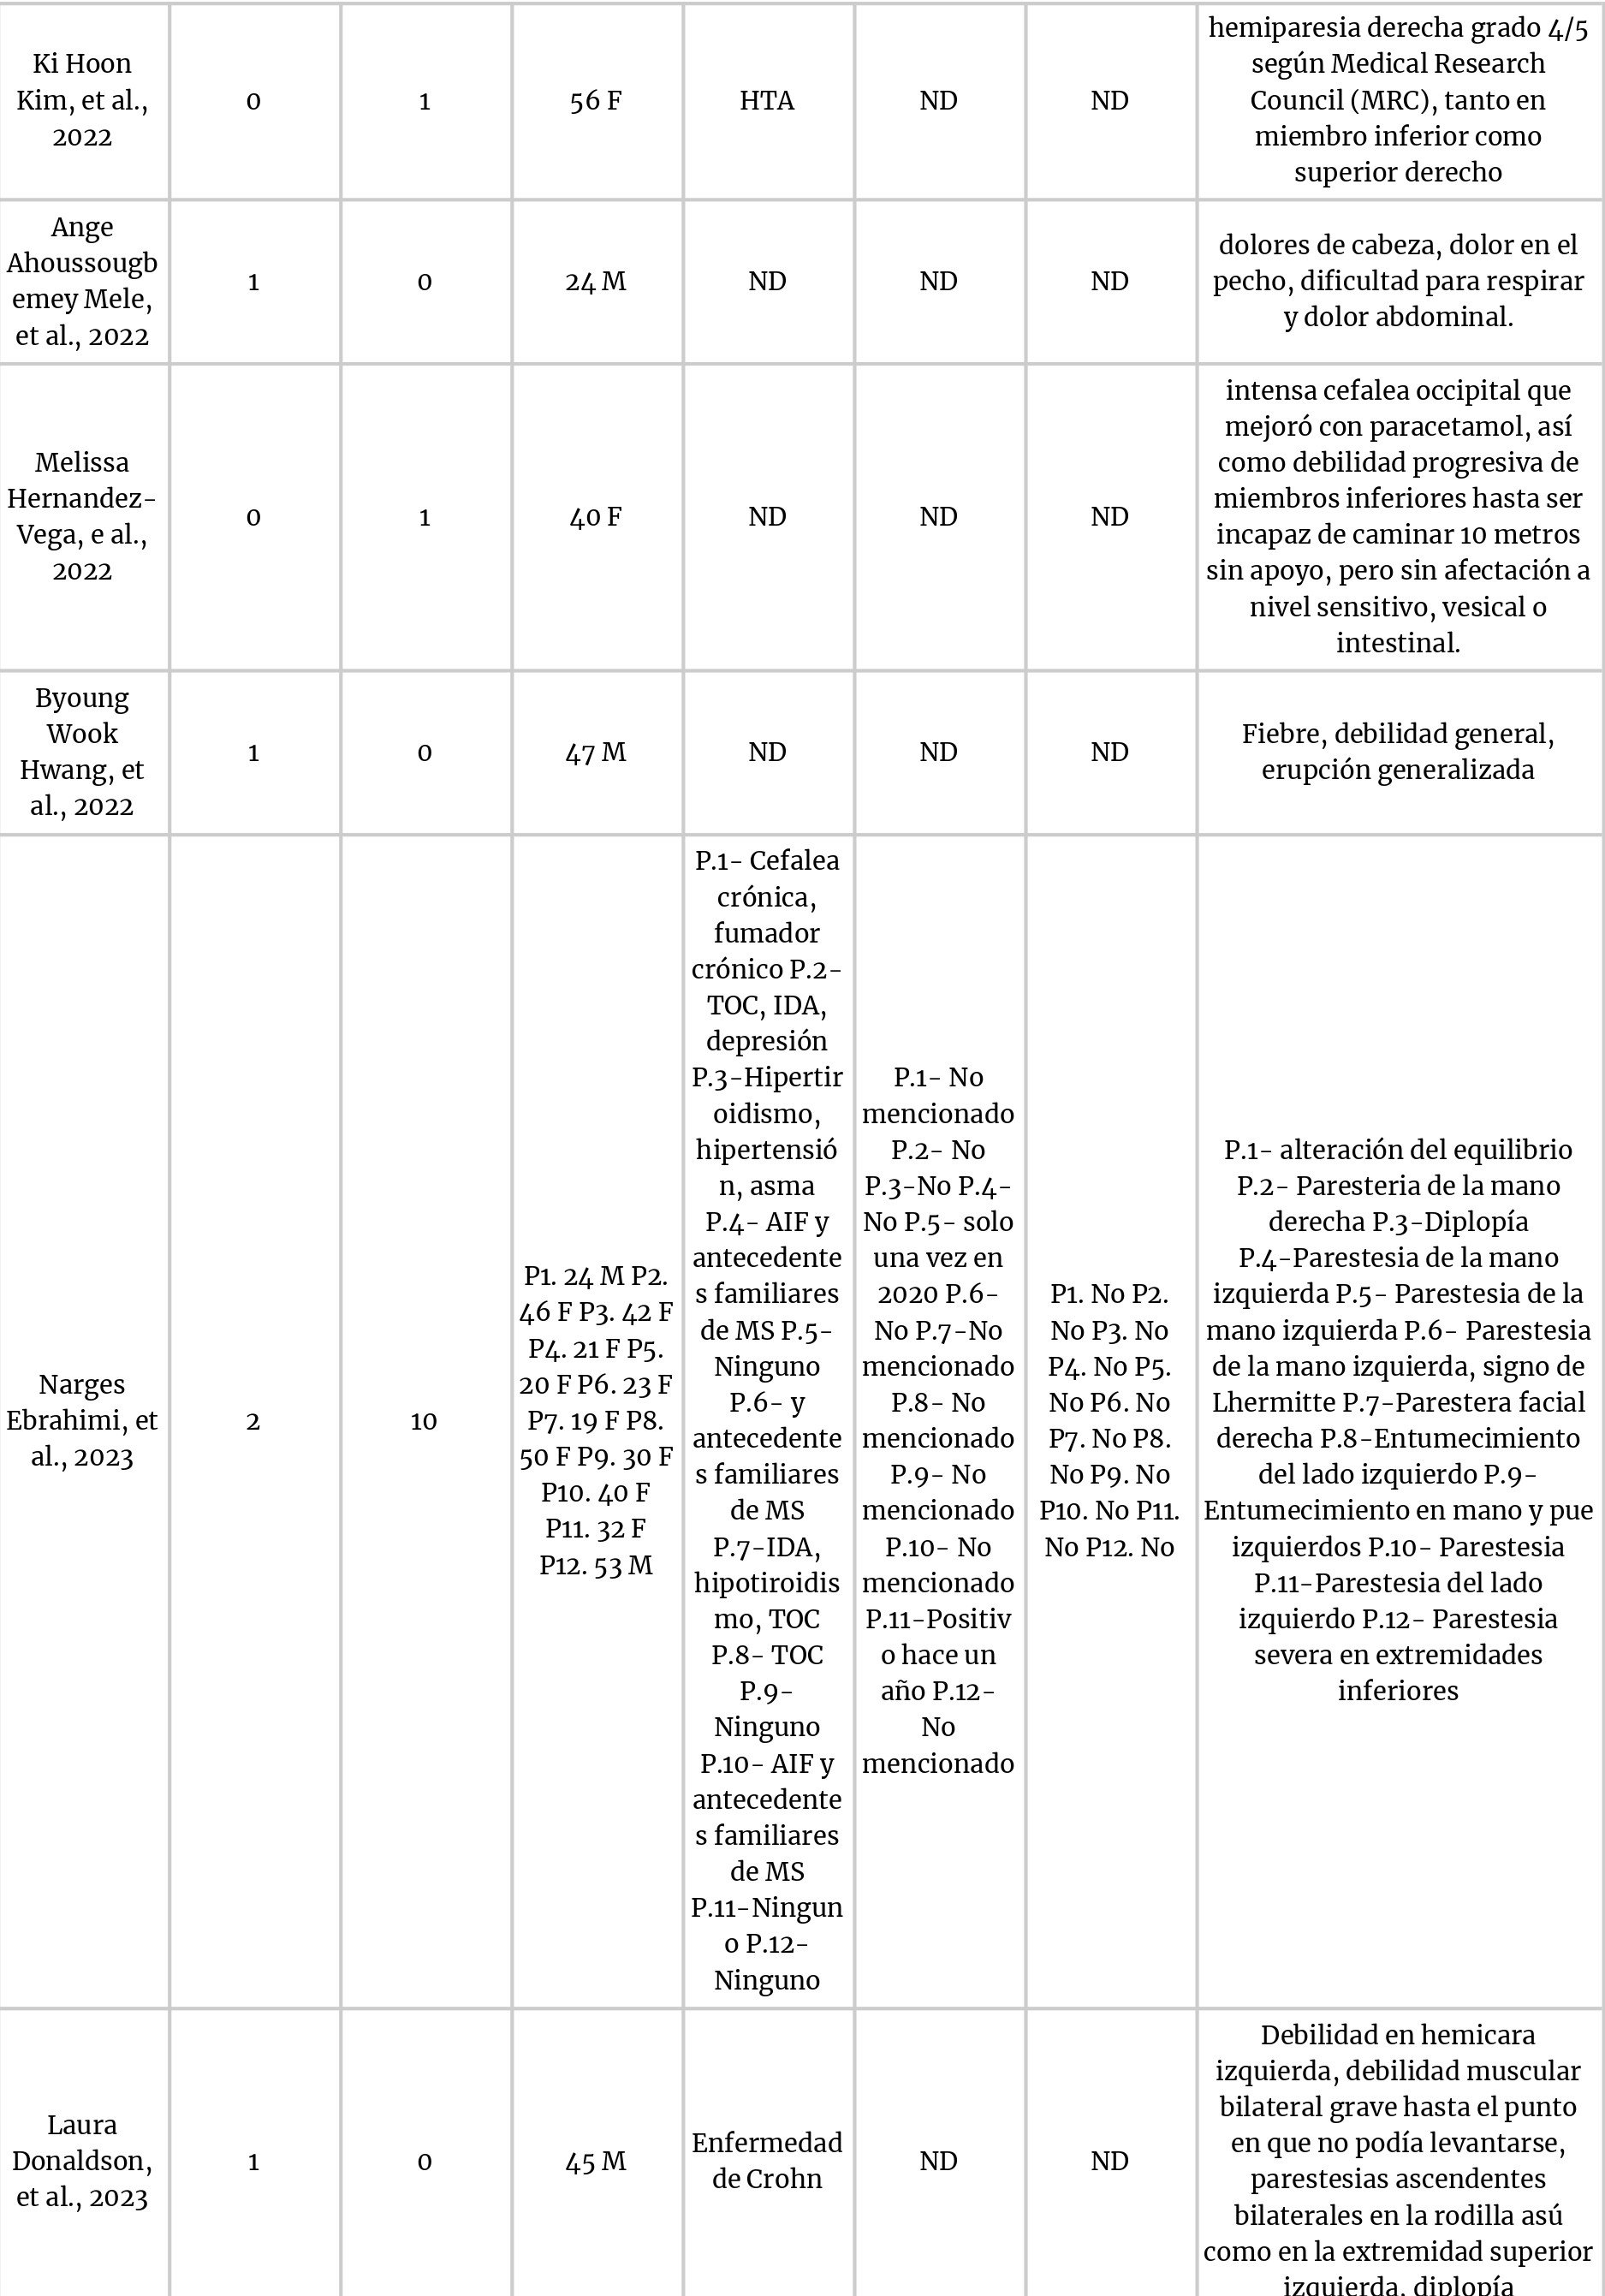 Ki Hoon
Kim, et al.,
2022
0
1
56 F
HTA
ND
ND
hemiparesia derecha grado 4/5
según Medical Research
Council (MRC), tanto en
miembro inferior como
superior derecho
Ange
Ahoussougb
emey Mele,
et al., 2022
1
0
24 M
ND
ND
ND
dolores de cabeza, dolor en el
pecho, dificultad para respirar
y dolor abdominal.
Melissa
Hernandez-
Vega, e al.,
2022
0
1
40 F
ND
ND
ND
intensa cefalea occipital que
mejoró con paracetamol, así
como debilidad progresiva de
miembros inferiores hasta ser
incapaz de caminar 10 metros
sin apoyo, pero sin afectación a
nivel sensitivo, vesical o
intestinal.
Byoung
Wook
Hwang, et
al., 2022
1
0
47 M
ND
ND
ND
Fiebre, debilidad general,
erupción generalizada
Narges
Ebrahimi, et
al., 2023
2
10
P1. 24 M P2.
46 F P3. 42 F
P4. 21 F P5.
20 F P6. 23 F
P7. 19 F P8.
50 F P9. 30 F
P10. 40 F
P11. 32 F
P12. 53 M
P.1- Cefalea
crónica,
fumador
crónico P.2-
TOC, IDA,
depresión
P.3-Hipertir
oidismo,
hipertensió
n, asma
P.4- AIF y
antecedente
s familiares
de MS P.5-
Ninguno
P.6- y
antecedente
s familiares
de MS
P.7-IDA,
hipotiroidis
mo, TOC
P.8- TOC
P.9-
Ninguno
P.10- AIF y
antecedente
s familiares
de MS
P.11-Ningun
o P.12-
Ninguno
P.1- No
mencionado
P.2- No
P.3-No P.4-
No P.5- solo
una vez en
2020 P.6-
No P.7-No
mencionado
P.8- No
mencionado
P.9- No
mencionado
P.10- No
mencionado
P.11-Positiv
o hace un
año P.12-
No
mencionado
P1. No P2.
No P3. No
P4. No P5.
No P6. No
P7. No P8.
No P9. No
P10. No P11.
No P12. No
P.1- alteración del equilibrio
P.2- Paresteria de la mano
derecha P.3-Diplopía
P.4-Parestesia de la mano
izquierda P.5- Parestesia de la
mano izquierda P.6- Parestesia
de la mano izquierda, signo de
Lhermitte P.7-Parestera facial
derecha P.8-Entumecimiento
del lado izquierdo P.9-
Entumecimiento en mano y pue
izquierdos P.10- Parestesia
P.11-Parestesia del lado
izquierdo P.12- Parestesia
severa en extremidades
inferiores
Laura
Donaldson,
et al., 2023
1
0
45 M
Enfermedad
de Crohn
ND
ND
Debilidad en hemicara
izquierda, debilidad muscular
bilateral grave hasta el punto
en que no podía levantarse,
parestesias ascendentes
bilaterales en la rodilla asú
como en la extremidad superior
izquierda, diplopía